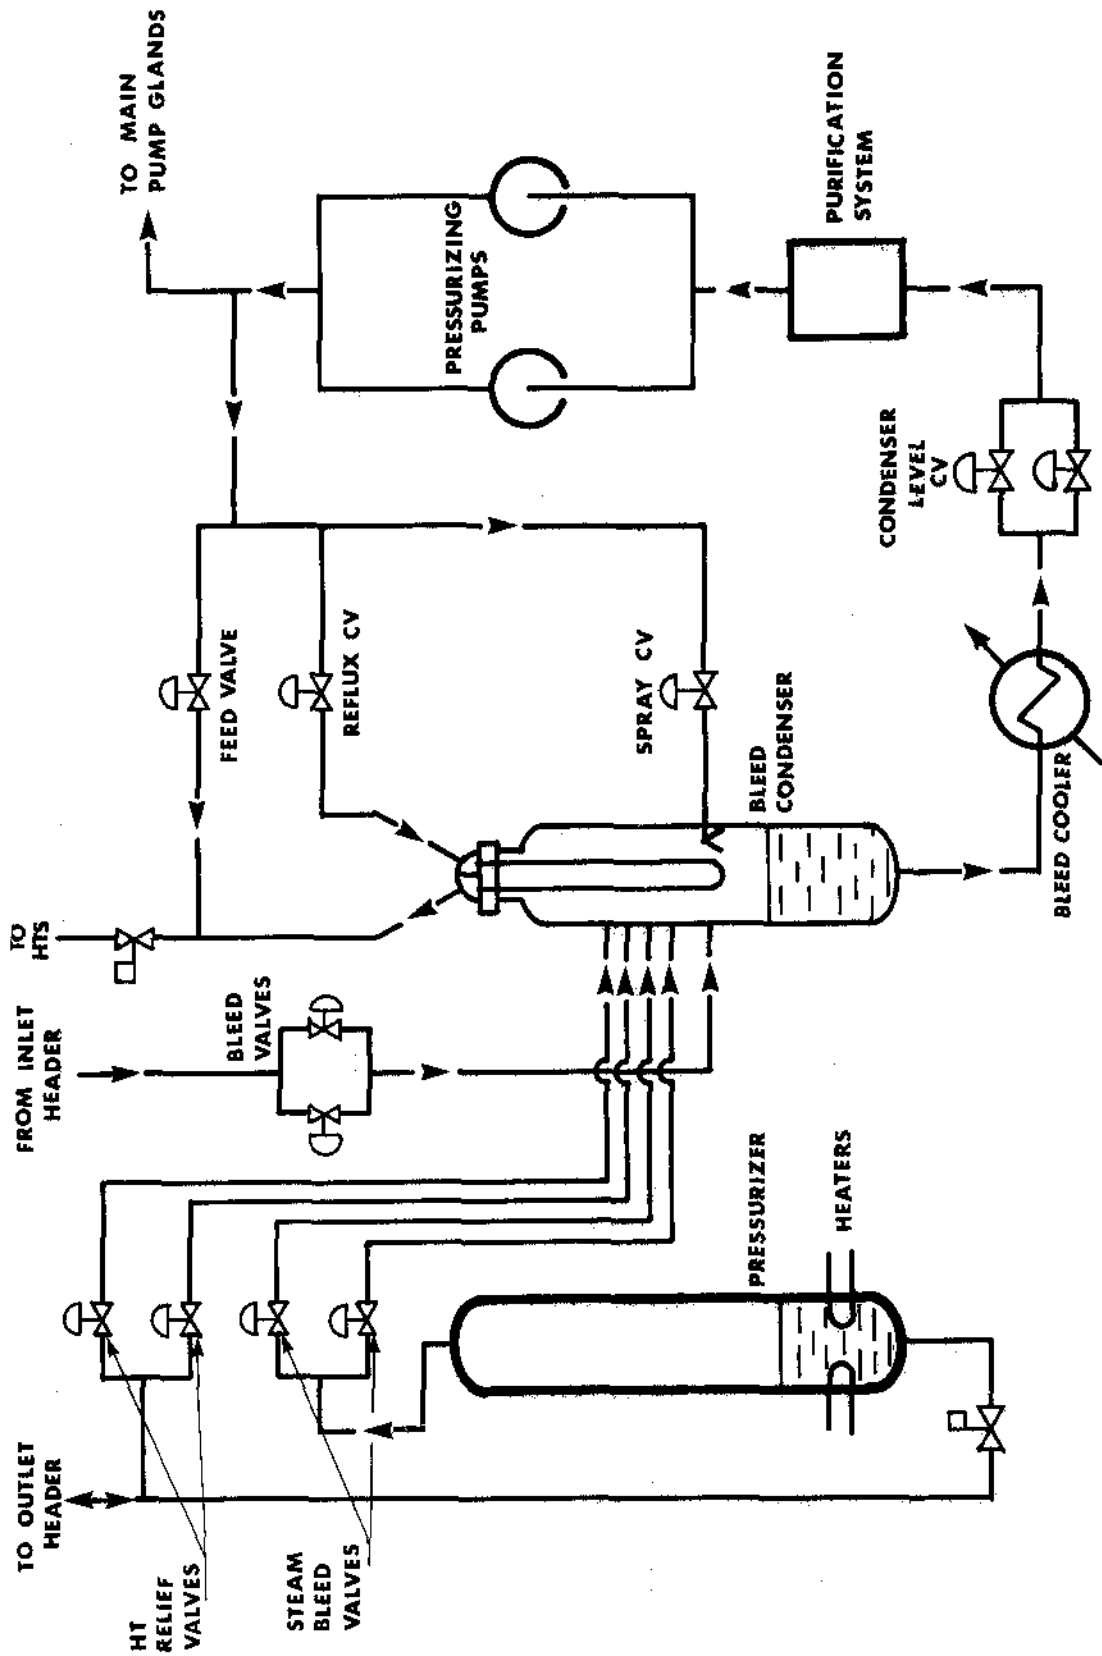 TO OUTLET
HEADER
HT
RELIEF
VALVES
STEAM
BLEED
VALVES
FROM INLET
HEADER
BLEED
VALVES
PRESSURIZER
HEATERS
TO
HTS
FEED VALVE
REFLUX CV
SPRAY CV
BLEED
CONDENSER
BLEED COOLER
CONDENSER
LEVEL
CV
PURIFICATION
SYSTEM
PRESSURIZING
PUMPS
TO MAIN
PUMP GLANDS